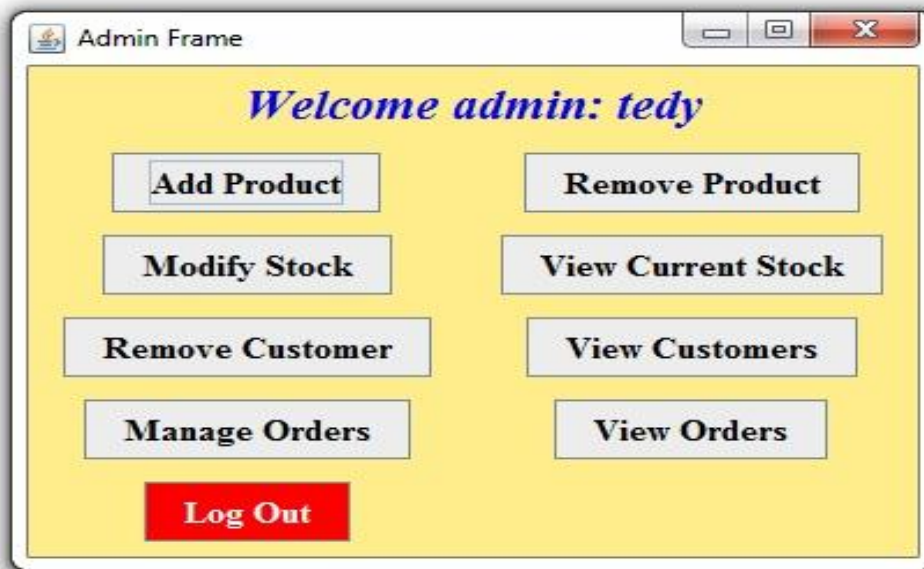 Admin Frame
Welcome admin: tedy
Add Product Remove Product
Modify Stock View Current Stock
Remove Customer View Customers
Manage Orders View Orders
Log Out